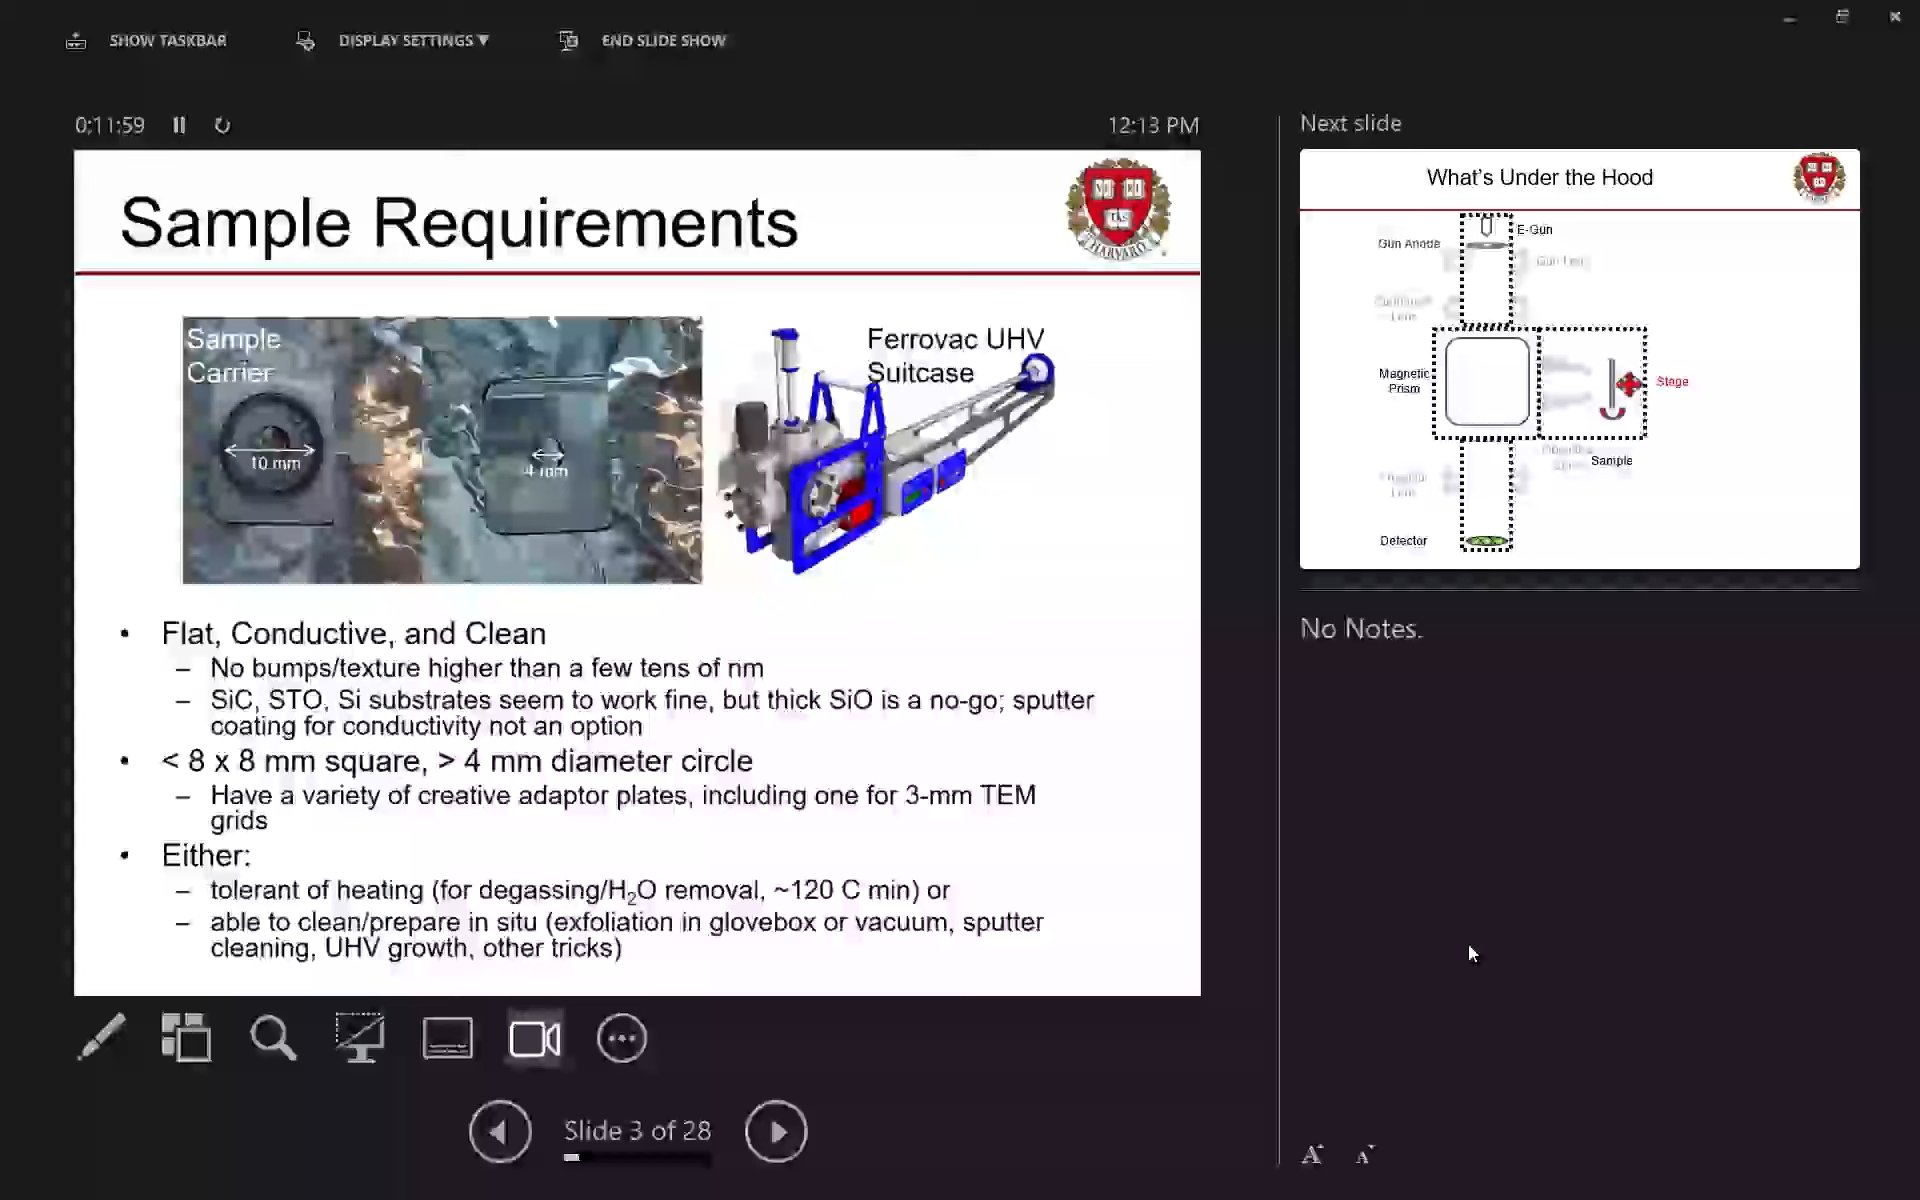 SHOW TASKBAR
DISPLAY SETTINGS ▼
END SLIDE SHOW
0:11:59
12:13 PM
Sample Requirements
VE RI
TAS
HARVARD
Sample
Carrier
10 mm
4 mm
Ferrovac UHV
Suitcase
• Flat, Conductive, and Clean
– No bumps/texture higher than a few tens of nm
– SiC, STO, Si substrates seem to work fine, but thick SiO is a no-go; sputter
coating for conductivity not an option
• < 8 x 8 mm square, > 4 mm diameter circle
– Have a variety of creative adaptor plates, including one for 3-mm TEM
grids
• Either:
– tolerant of heating (for degassing/H₂O removal, ~120 C min) or
– able to clean/prepare in situ (exfoliation in glovebox or vacuum, sputter
cleaning, UHV growth, other tricks)
Slide 3 of 28
Next slide
What's Under the Hood
E-Gun
Gun Anode
Gun Lens
Magnetic
Prism
Stage
Sample
Detector
No Notes.
A A